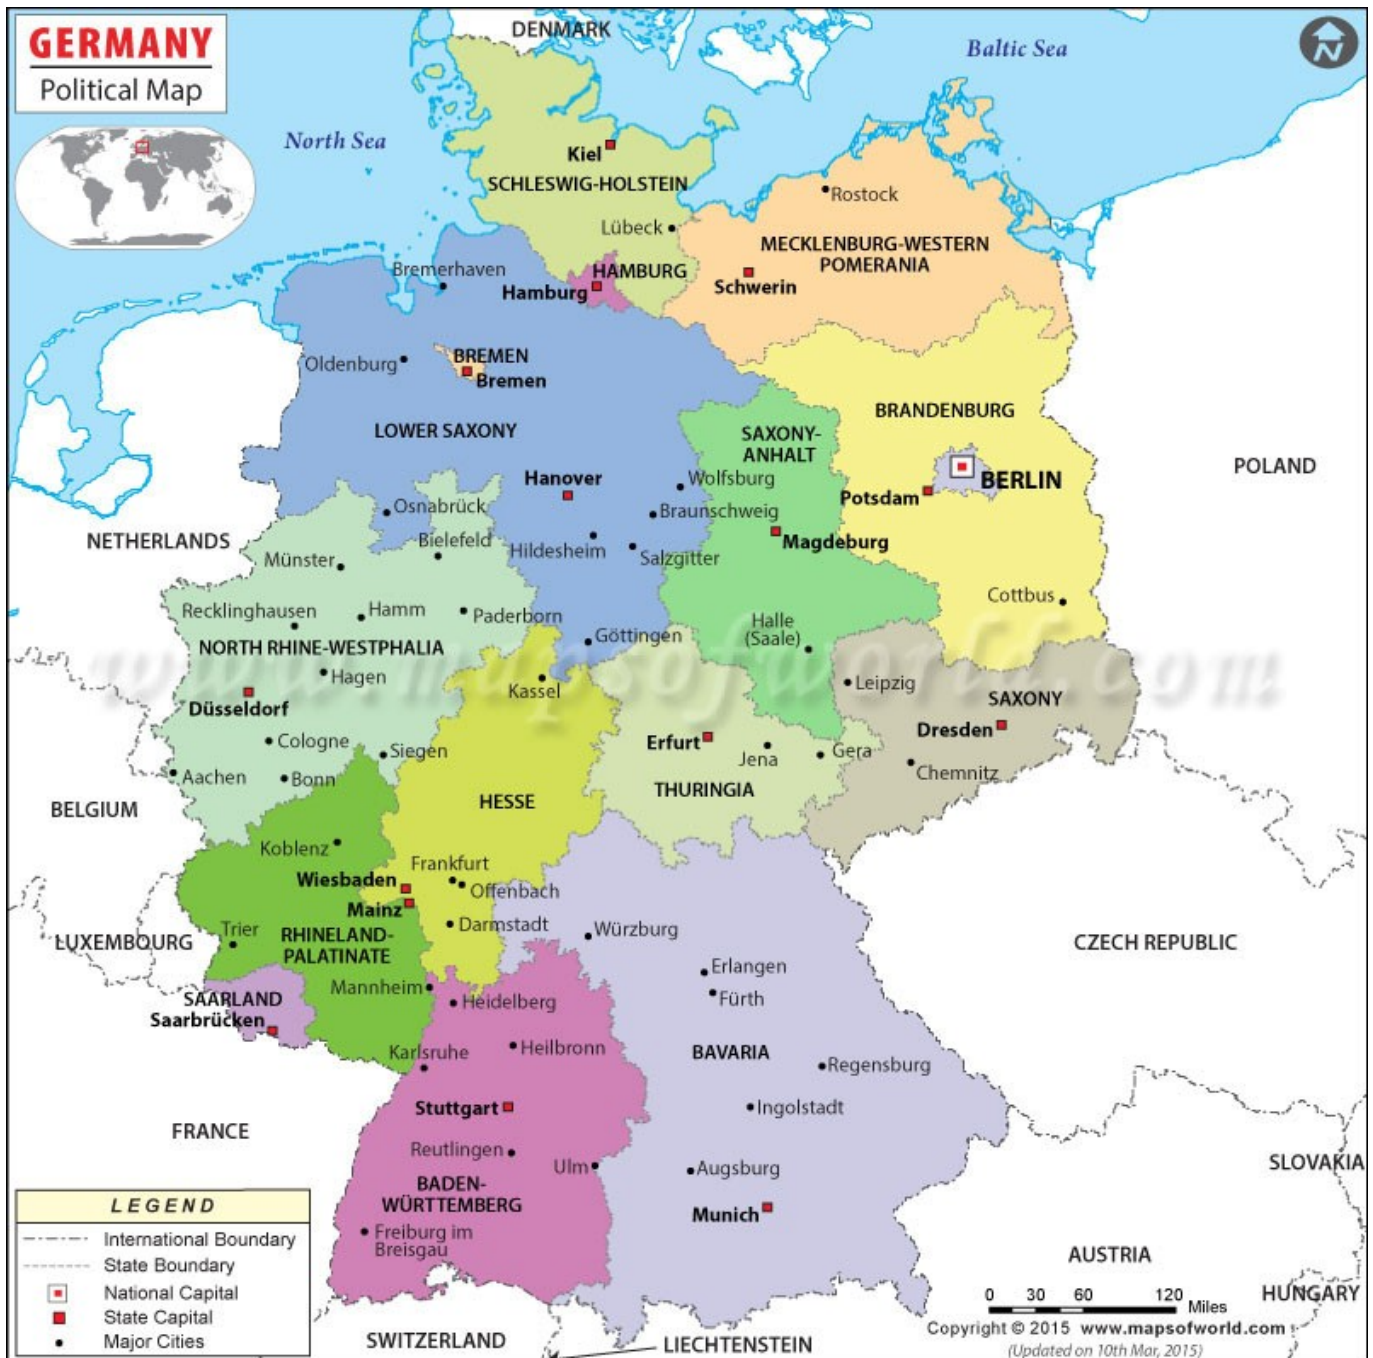 GERMANY
Political Map
DENMARK
Baltic Sea
N
North Sea
Kiel
SCHLESWIG-HOLSTEIN
Rostock
Lübeck
MECKLENBURG-WESTERN
POMERANIA
HAMBURG
Hamburg
Schwerin
Bremerhaven
Oldenburg
BREMEN
Bremen
LOWER SAXONY
BRANDENBURG
SAXONY-
ANHALT
POLAND
Hanover
Wolfsburg
BERLIN
Potsdam
Osnabrück
Braunschweig
NETHERLANDS
Bielefeld
Hildesheim
Salzgitter
Magdeburg
Münster
Recklinghausen
Hamm
Paderborn
Cottbus
Göttingen
Halle
(Saale)
NORTH RHINE-WESTPHALIA
www.mapsofworld.com
Hagen
Kassel
Leipzig
SAXONY
Düsseldorf
Dresden
Cologne
Siegen
Erfurt
Jena
Gera
Aachen
Bonn
Chemnitz
BELGIUM
HESSE
THURINGIA
Koblenz
Frankfurt
Wiesbaden
Offenbach
Mainz
Darmstadt
Trier
RHINELAND-
PALATINATE
Würzburg
LUXEMBOURG
CZECH REPUBLIC
Erlangen
Fürth
Mannheim
SAARLAND
Saarbrücken
Heidelberg
Karlsruhe
Heilbronn
BAVARIA
Regensburg
Stuttgart
Ingolstadt
FRANCE
Reutlingen
Ulm
Augsburg
SLOVAKIA
BADEN-
WÜRTTEMBERG
Munich
Freiburg im
Breisgau
AUSTRIA
HUNGARY
SWITZERLAND
LIECHTENSTEIN
LEGEND
International Boundary
State Boundary
National Capital
State Capital
Major Cities
0 30 60 120
Miles
Copyright © 2015 www.mapsofworld.com
(Updated on 10th Mar, 2015)